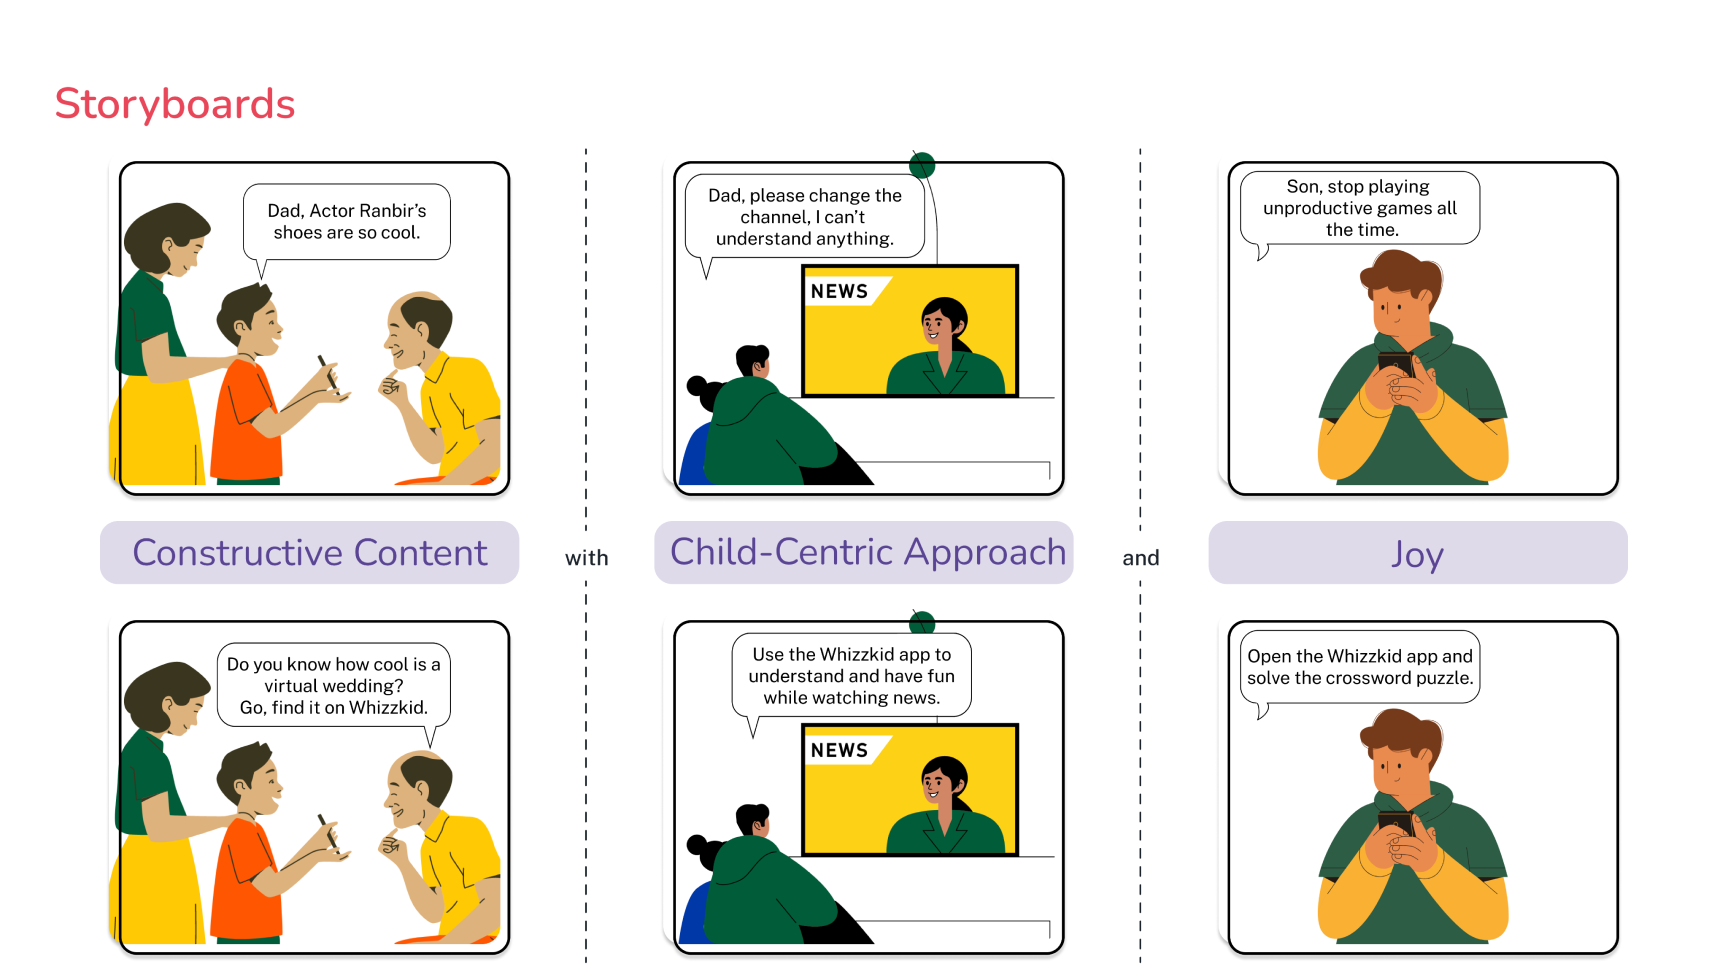 Storyboards
Dad, Actor Ranbir's
shoes are so cool.
Dad, please change the
channel, I can't
understand anything.
NEWS
Son, stop playing
unproductive games all
the time.
Constructive Content
with
Child-Centric Approach
and
Joy
Do you know how cool is a
virtual wedding?
Go, find it on Whizzkid.
Use the Whizzkid app to
understand and have fun
while watching news.
NEWS
Open the Whizzkid app and
solve the crossword puzzle.